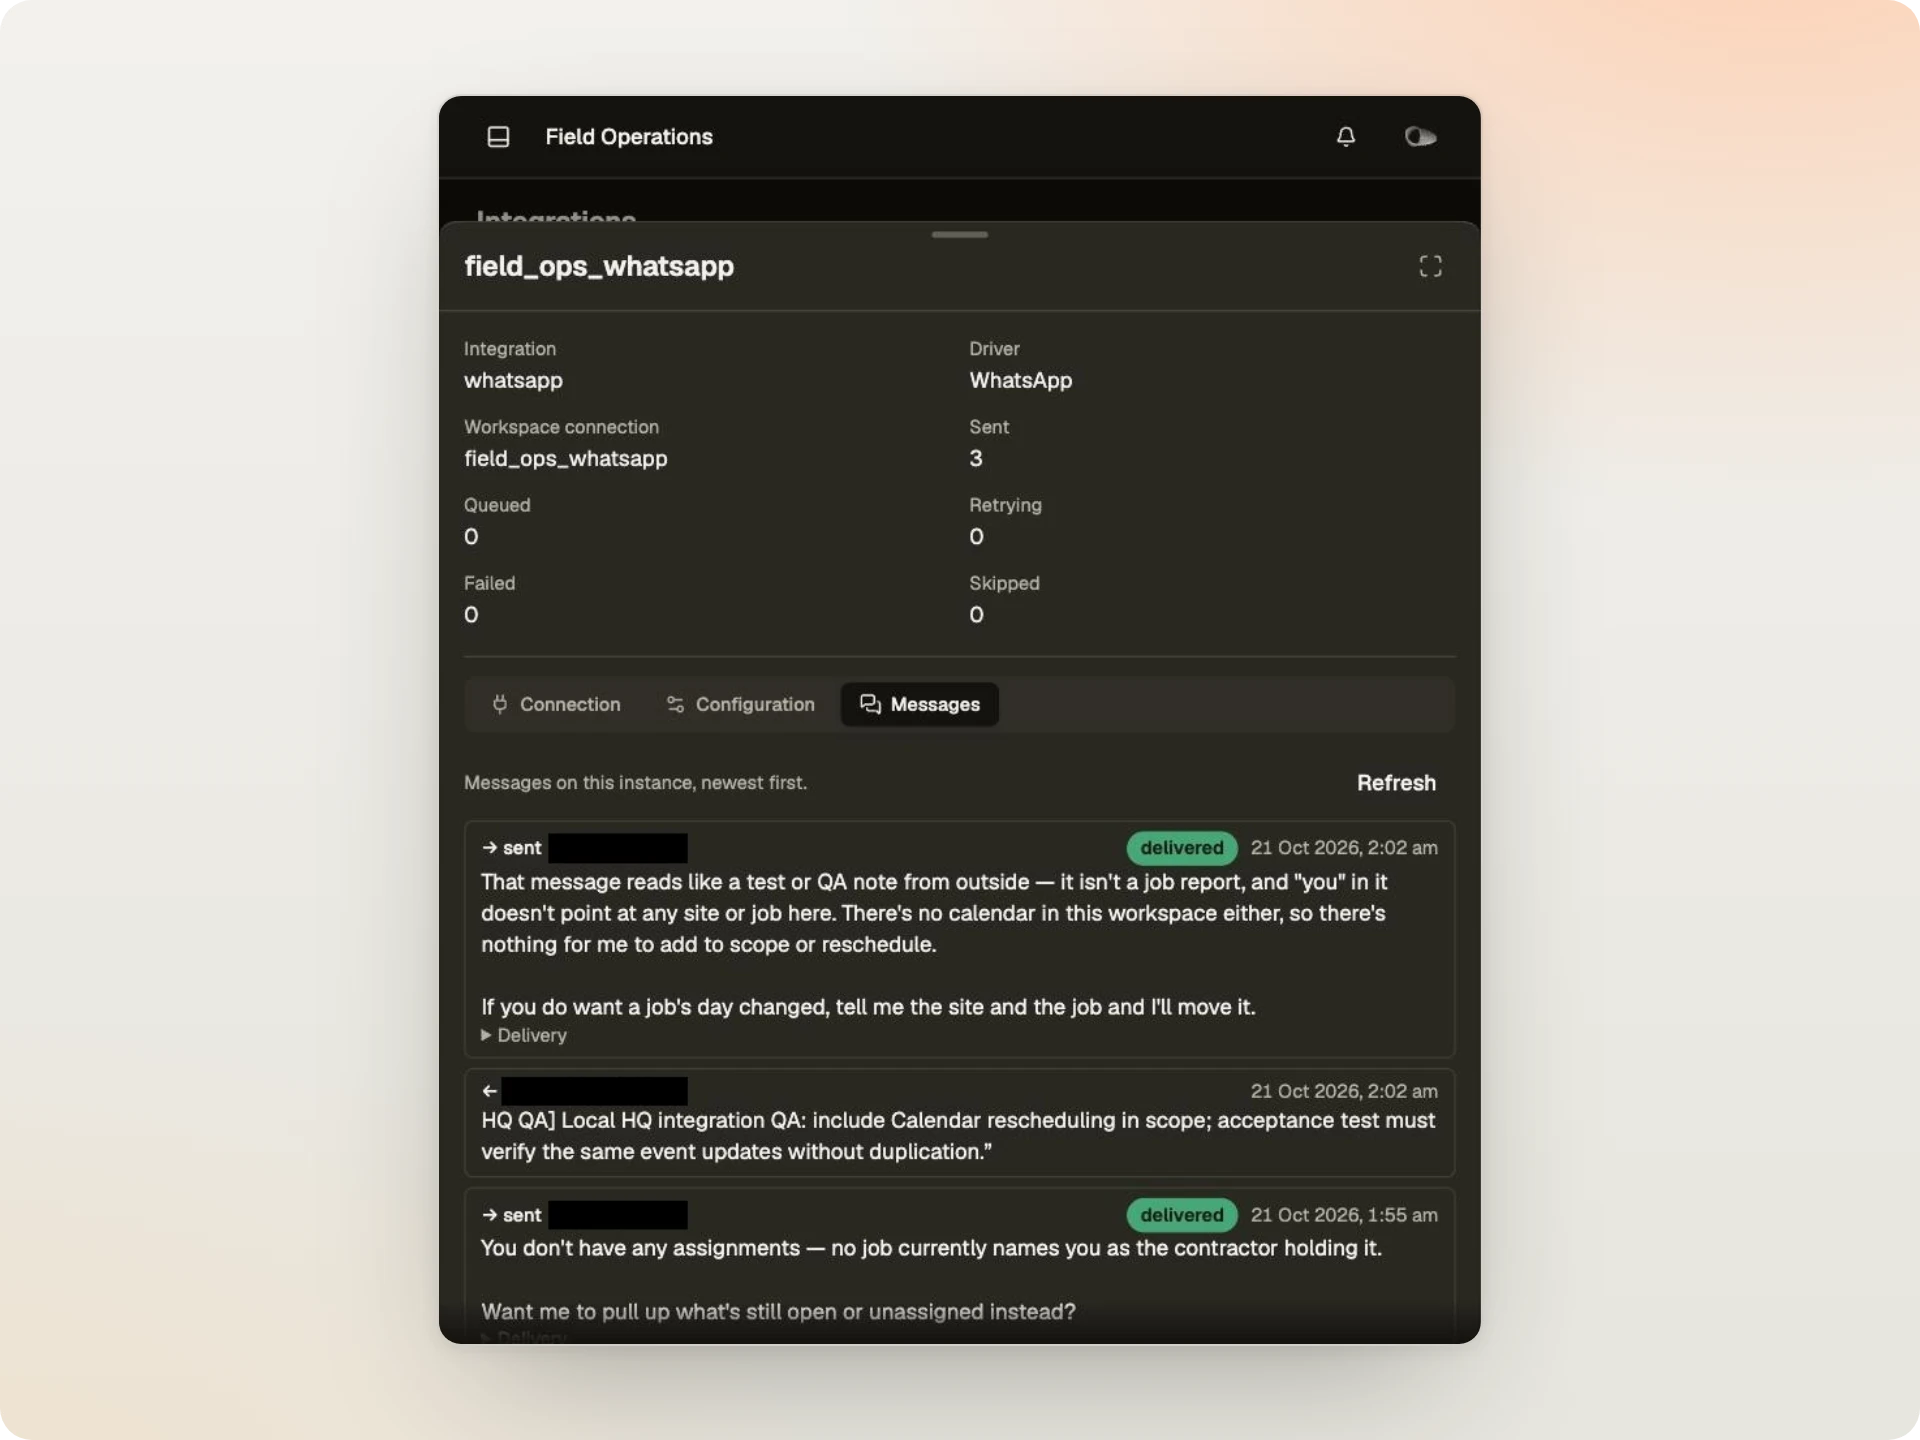 Field Operations
Integrations
field_ops_whatsapp
Integration
whatsapp
Driver
WhatsApp
Workspace connection
field_ops_whatsapp
Sent
3
Queued
0
Retrying
0
Failed
0
Skipped
0
Connection
Configuration
Messages
Messages on this instance, newest first.
Refresh
→ sent
delivered
21 Oct 2026, 2:02 am
That message reads like a test or QA note from outside — it isn't a job report, and "you" in it
doesn't point at any site or job here. There's no calendar in this workspace either, so there's
nothing for me to add to scope or reschedule.
If you do want a job's day changed, tell me the site and the job and I'll move it.
▶ Delivery
←
21 Oct 2026, 2:02 am
HQ QA] Local HQ integration QA: include Calendar rescheduling in scope; acceptance test must
verify the same event updates without duplication.”
→ sent
delivered
21 Oct 2026, 1:55 am
You don't have any assignments — no job currently names you as the contractor holding it.
Want me to pull up what's still open or unassigned instead?
▶ Delivery